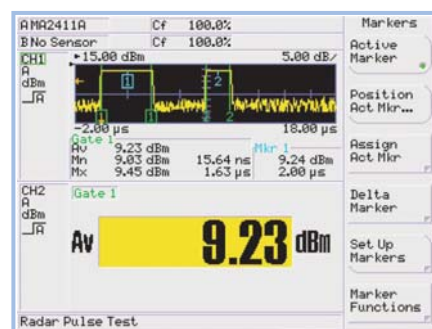 A MA2411A Cf 100.0%
B No Sensor Cf 100.0%
CH1 15.00 dBm 5.00 dB/
A
dBm
1 2
1 1 2 2
-2.00 µs 18.00 µs
Gate 1
Av 9.23 dBm Mkr 1
Mn 9.03 dBm 15.64 ns 9.24 dBm
Mx 9.45 dBm 1.63 µs 2.00 µs
CH2 Gate 1
A
dBm
Av 9.23 dBm
Radar Pulse Test
Markers
Active
Marker
Position
Act Mkr...
Assign
Act Mkr
Delta
Marker
Set Up
Markers
Marker
Functions